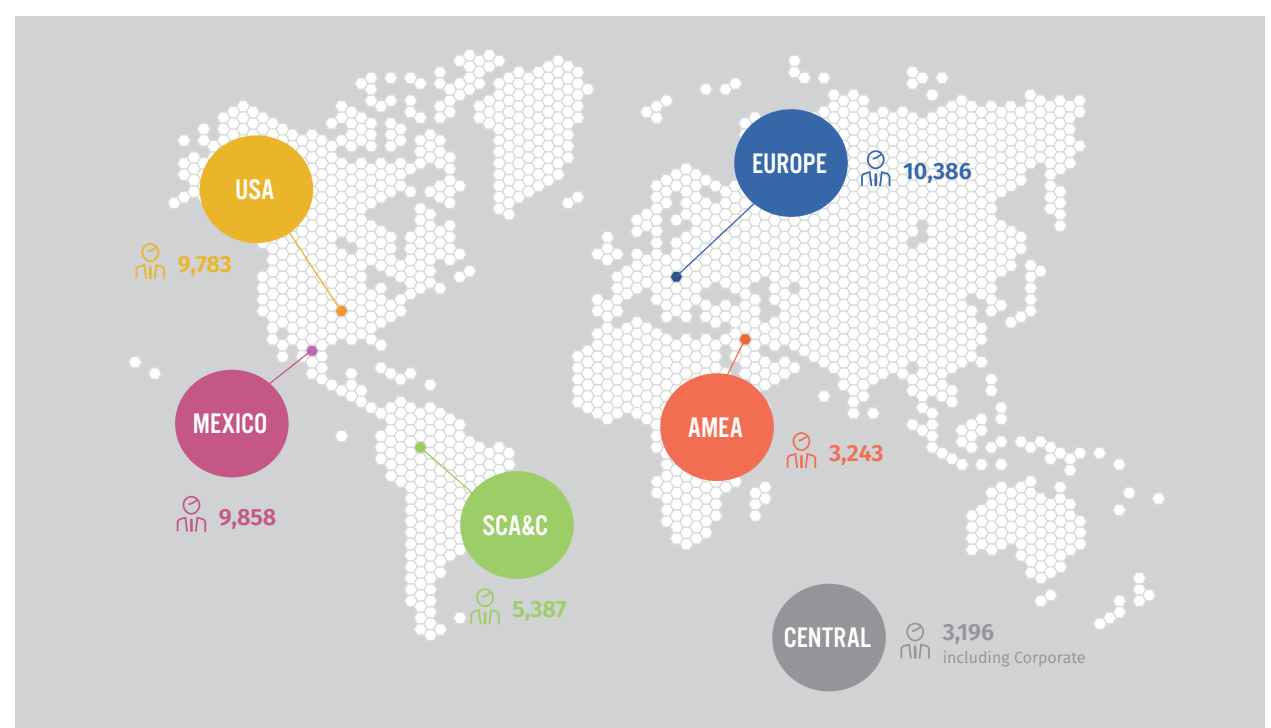 EUROPE
10,386
USA
9,783
MEXICO
9,858
AMEA
3,243
SCA&C
5,387
CENTRAL
3,196
including Corporate